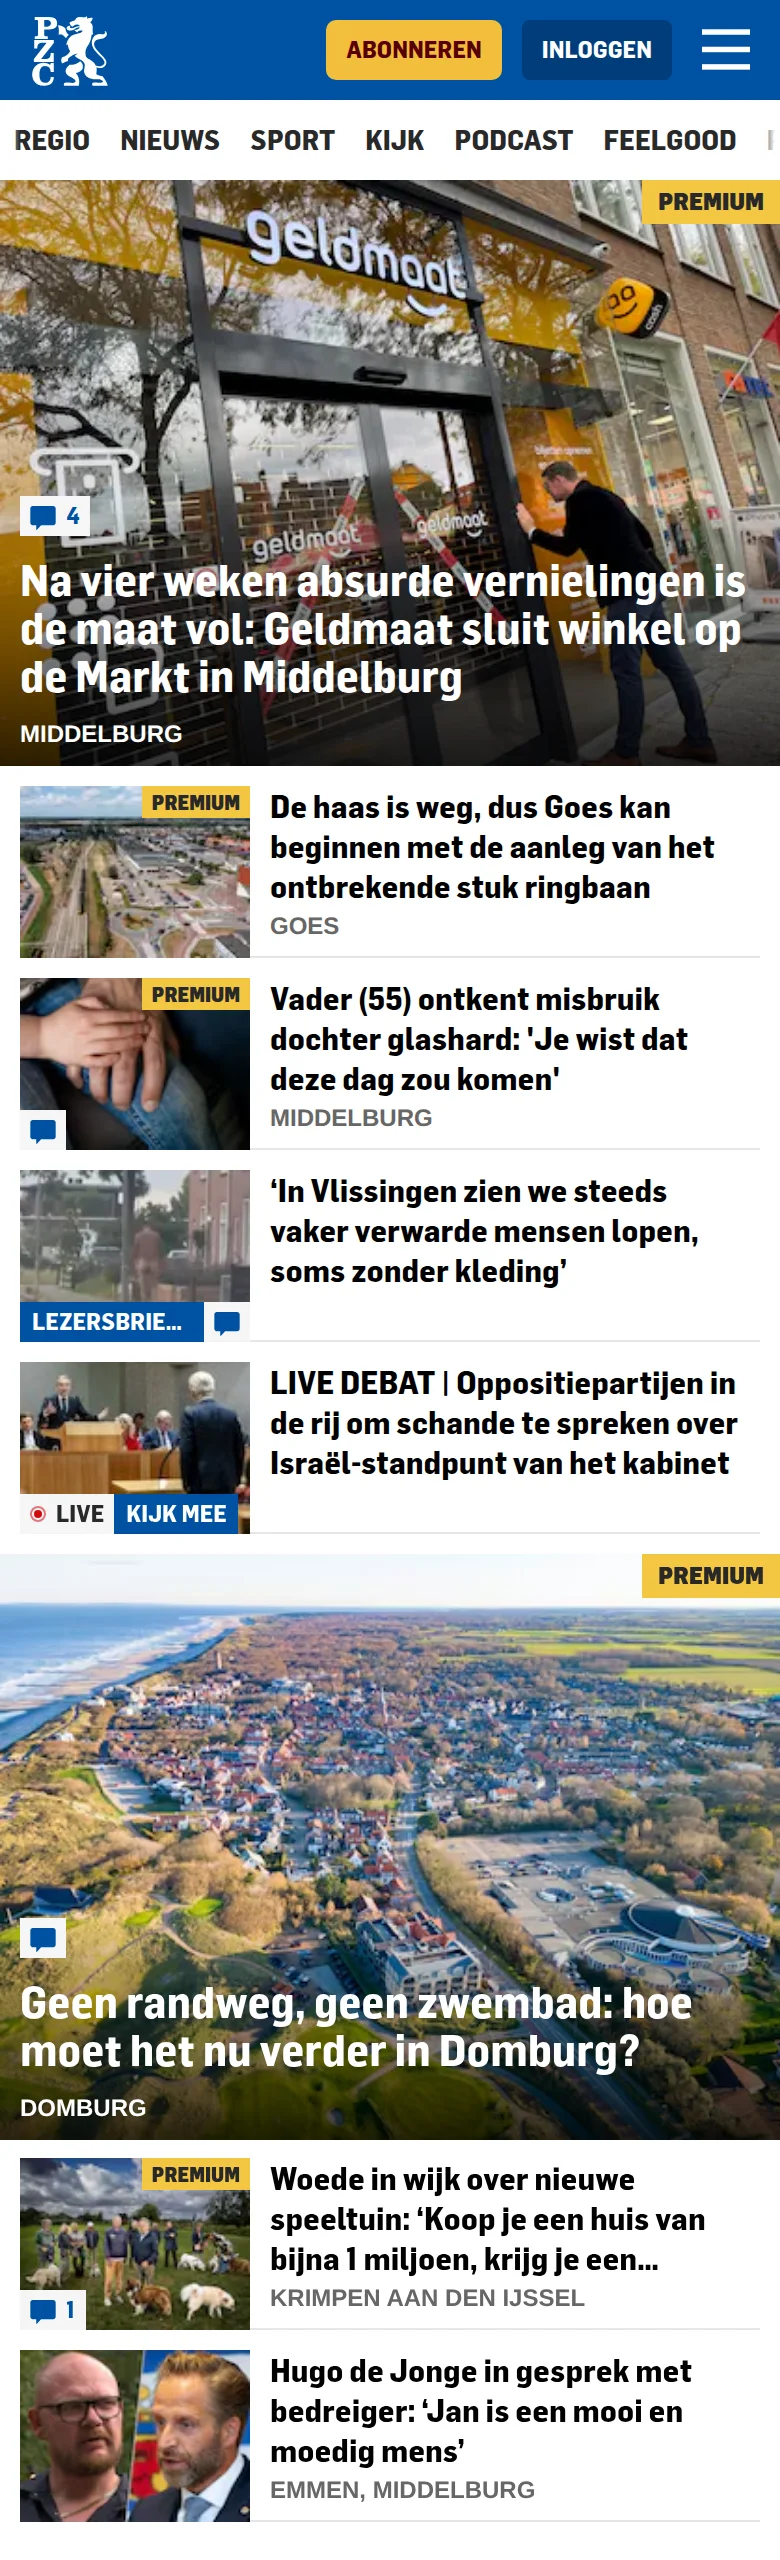 PZC
ABONNEREN
INLOGGEN
REGIO NIEUWS SPORT KIJK PODCAST FEELGOOD
PREMIUM
geldmaat
cash
geldmaat
geldmaat
4
Na vier weken absurde vernielingen is
de maat vol: Geldmaat sluit winkel op
de Markt in Middelburg
MIDDELBURG
PREMIUM
De haas is weg, dus Goes kan
beginnen met de aanleg van het
ontbrekende stuk ringbaan
GOES
PREMIUM
Vader (55) ontkent misbruik
dochter glashard: 'Je wist dat
deze dag zou komen'
MIDDELBURG
‘In Vlissingen zien we steeds
vaker verwarde mensen lopen,
soms zonder kleding’
LEZERSBRIE...
LIVE DEBAT | Oppositiepartijen in
de rij om schande te spreken over
Israël-standpunt van het kabinet
LIVE KIJK MEE
PREMIUM
Geen randweg, geen zwembad: hoe
moet het nu verder in Domburg?
DOMBURG
PREMIUM
Woede in wijk over nieuwe
speeltuin: ‘Koop je een huis van
bijna 1 miljoen, krijg je een...
KRIMPEN AAN DEN IJSSEL
1
Hugo de Jonge in gesprek met
bedreiger: ‘Jan is een mooi en
moedig mens’
EMMEN, MIDDELBURG